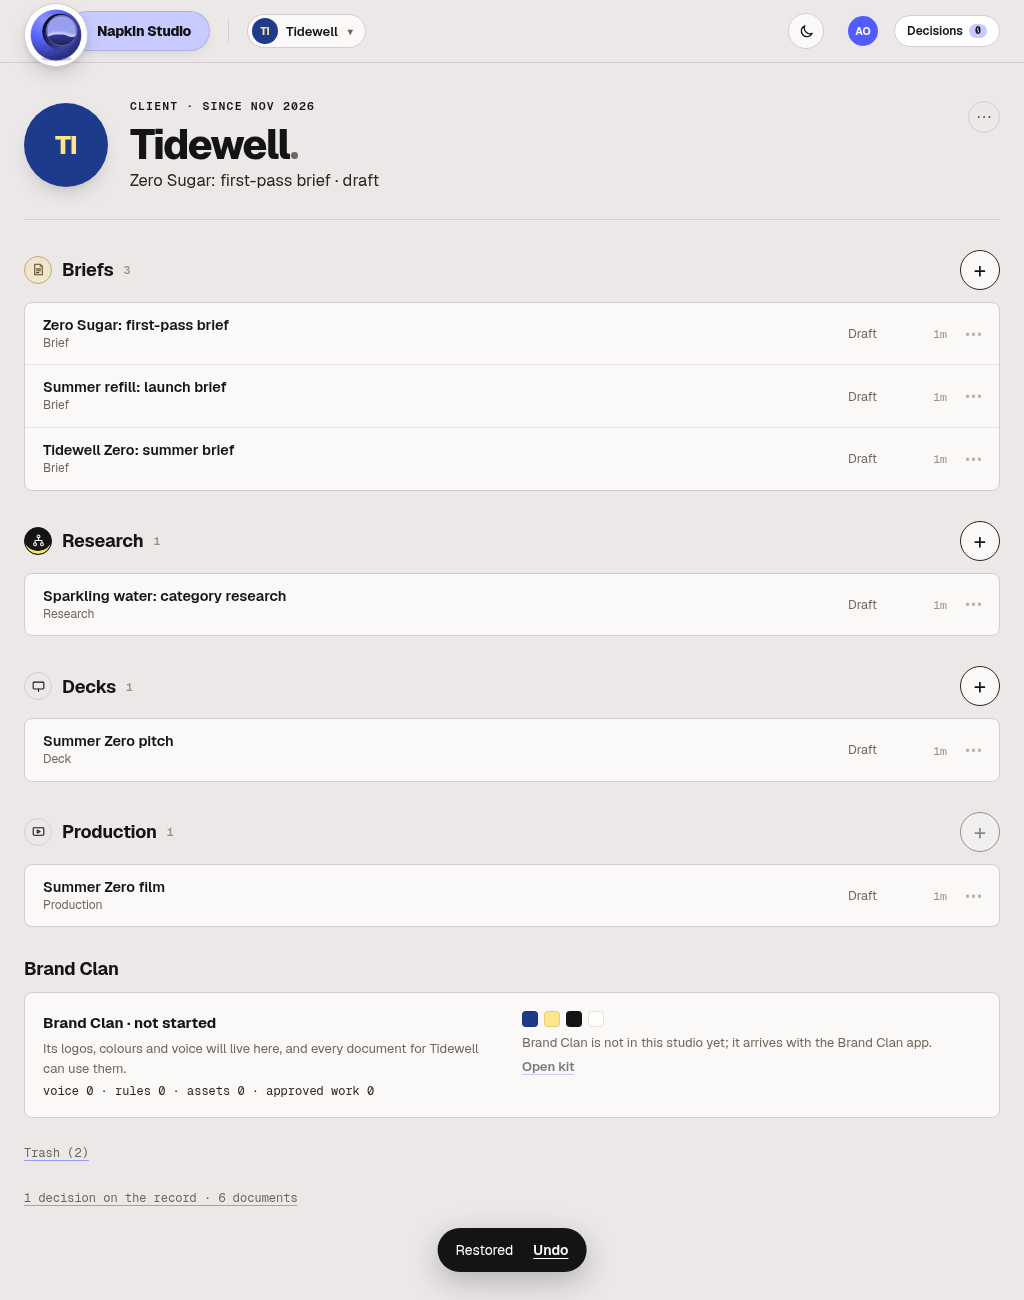 Napkin Studio
TI
Tidewell ▾
AO
Decisions 0
TI
CLIENT · SINCE NOV 2026
Tidewell.
Zero Sugar: first-pass brief · draft
Briefs 3
Zero Sugar: first-pass brief
Brief
Draft
1m
Summer refill: launch brief
Brief
Draft
1m
Tidewell Zero: summer brief
Brief
Draft
1m
Research 1
Sparkling water: category research
Research
Draft
1m
Decks 1
Summer Zero pitch
Deck
Draft
1m
Production 1
Summer Zero film
Production
Draft
1m
Brand Clan
Brand Clan · not started
Its logos, colours and voice will live here, and every document for Tidewell
can use them.
voice 0 · rules 0 · assets 0 · approved work 0
Brand Clan is not in this studio yet; it arrives with the Brand Clan app.
Open kit
Trash (2)
1 decision on the record · 6 documents
Restored Undo